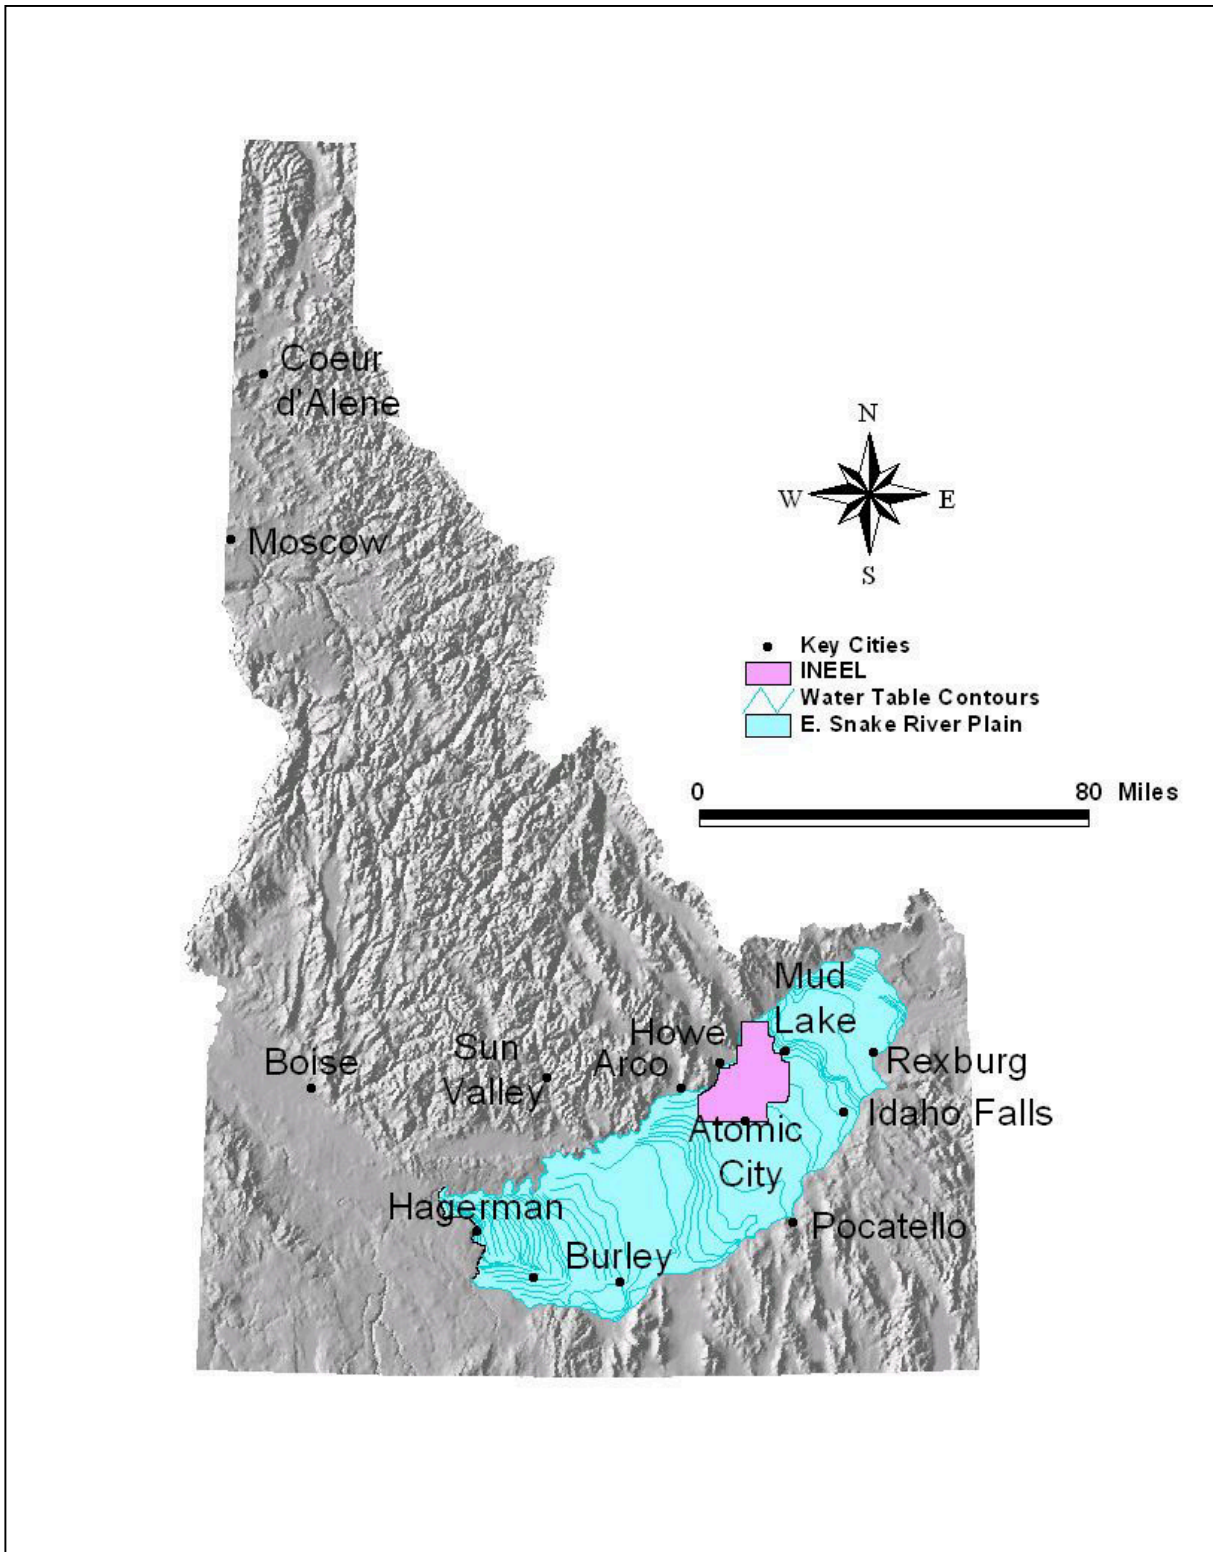 Coeur
d'Alene
N
W
E
S
Moscow
Key Cities
INEEL
Water Table Contours
E. Snake River Plain
0
80 Miles
Mud
Lake
Howe
Sun
Valley
Arco
Boise
Rexburg
Idaho Falls
Atomic
City
Hagerman
Pocatello
Burley